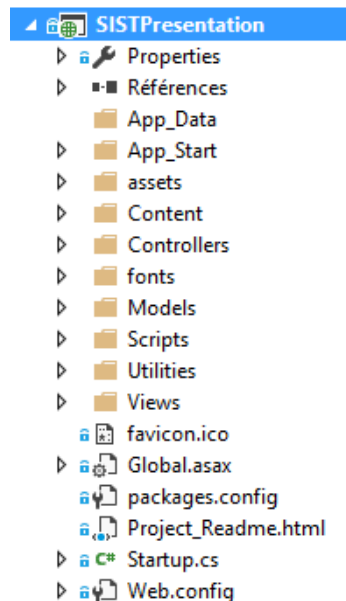 SISTPresentation
Properties
Références
App_Data
App_Start
assets
Content
Controllers
fonts
Models
Scripts
Utilities
Views
favicon.ico
Global.asax
packages.config
Project_Readme.html
C# Startup.cs
Web.config